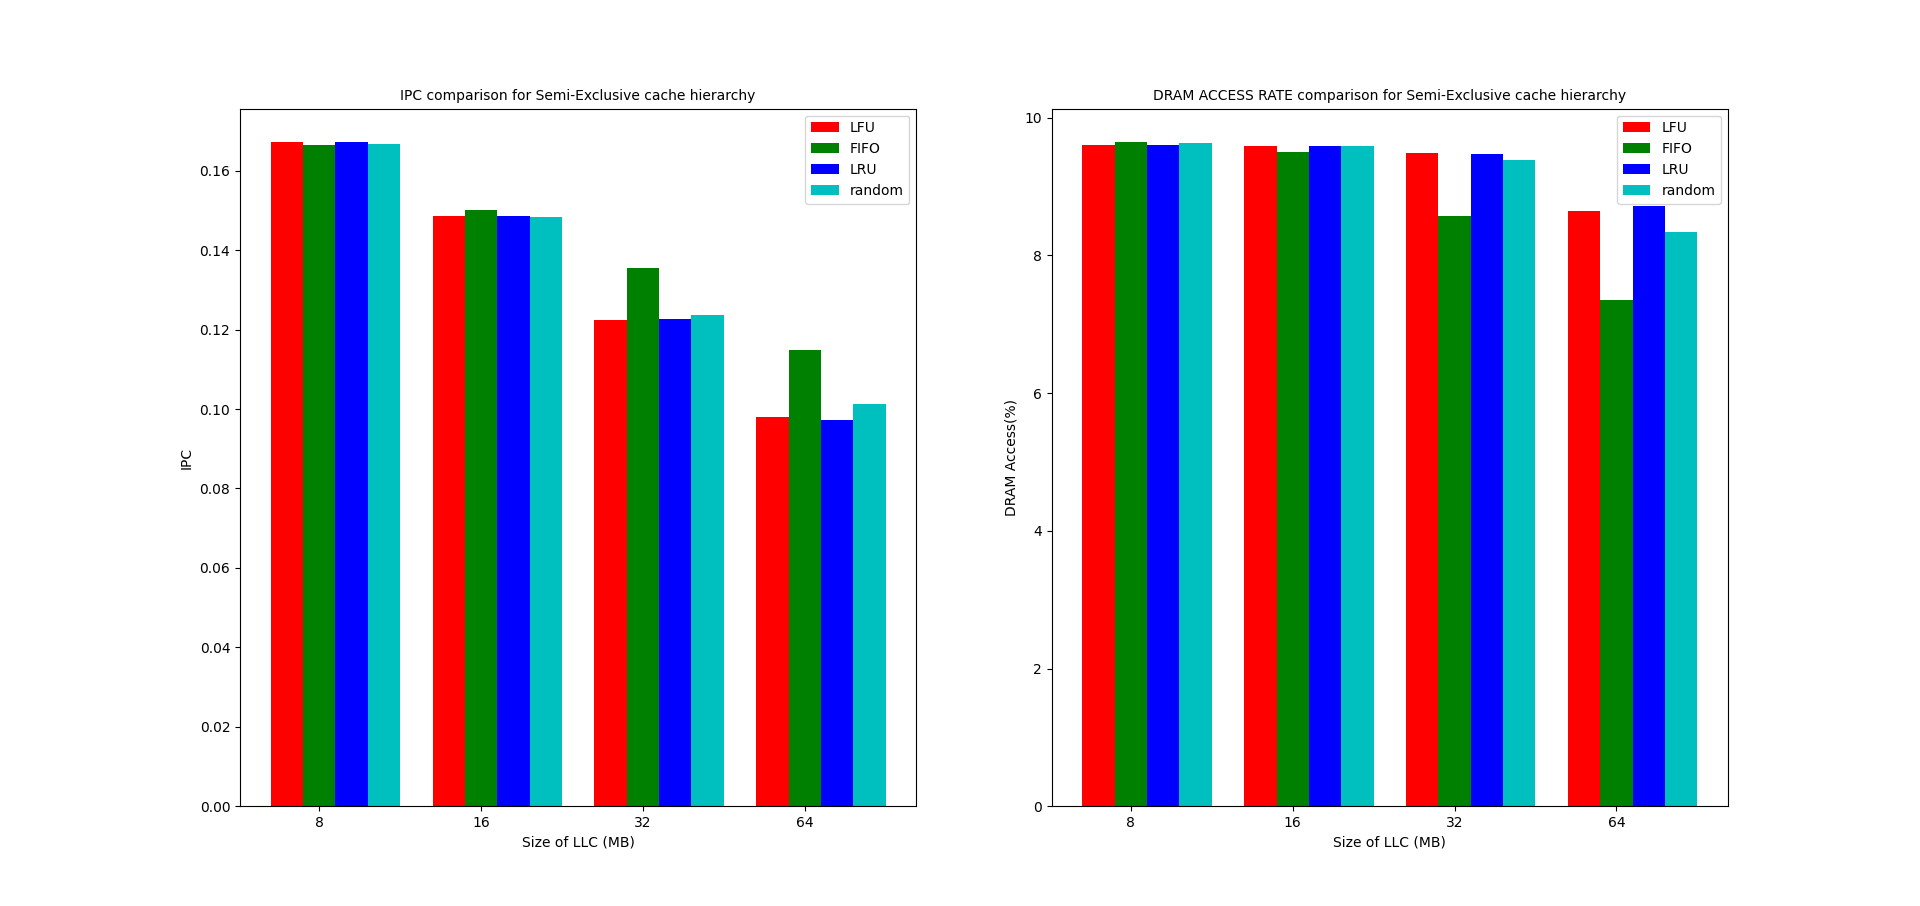 IPC comparison for Semi-Exclusive cache hierarchy
LFU
FIFO
LRU
random
0.16
0.14
0.12
0.10
0.08
0.06
0.04
0.02
0.00
IPC
8
16
32
64
Size of LLC (MB)
DRAM ACCESS RATE comparison for Semi-Exclusive cache hierarchy
LFU
FIFO
LRU
random
10
8
6
4
2
0
DRAM Access(%)
8
16
32
64
Size of LLC (MB)